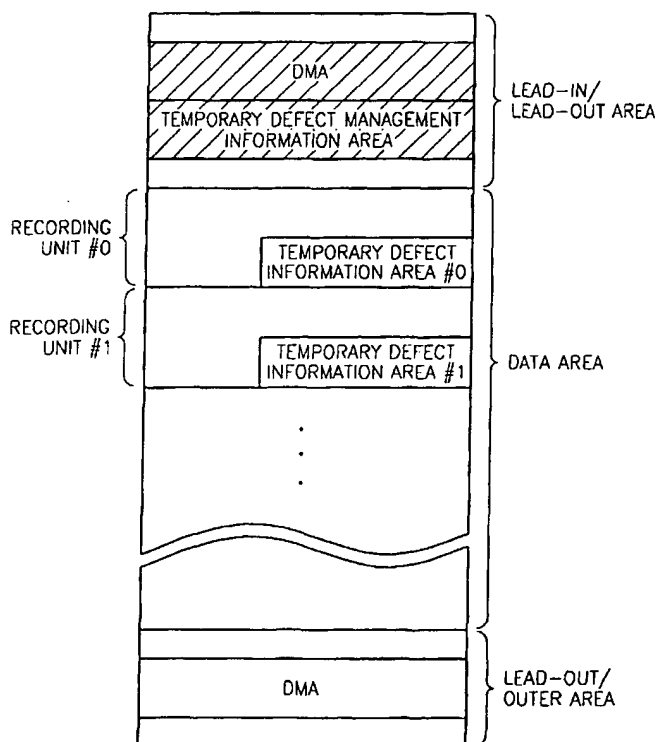 DMA
TEMPORARY DEFECT MANAGEMENT
INFORMATION AREA
LEAD-IN/
LEAD-OUT AREA
RECORDING
UNIT #0
TEMPORARY DEFECT
INFORMATION AREA #0
RECORDING
UNIT #1
TEMPORARY DEFECT
INFORMATION AREA #1
DATA AREA
DMA
LEAD-OUT/
OUTER AREA